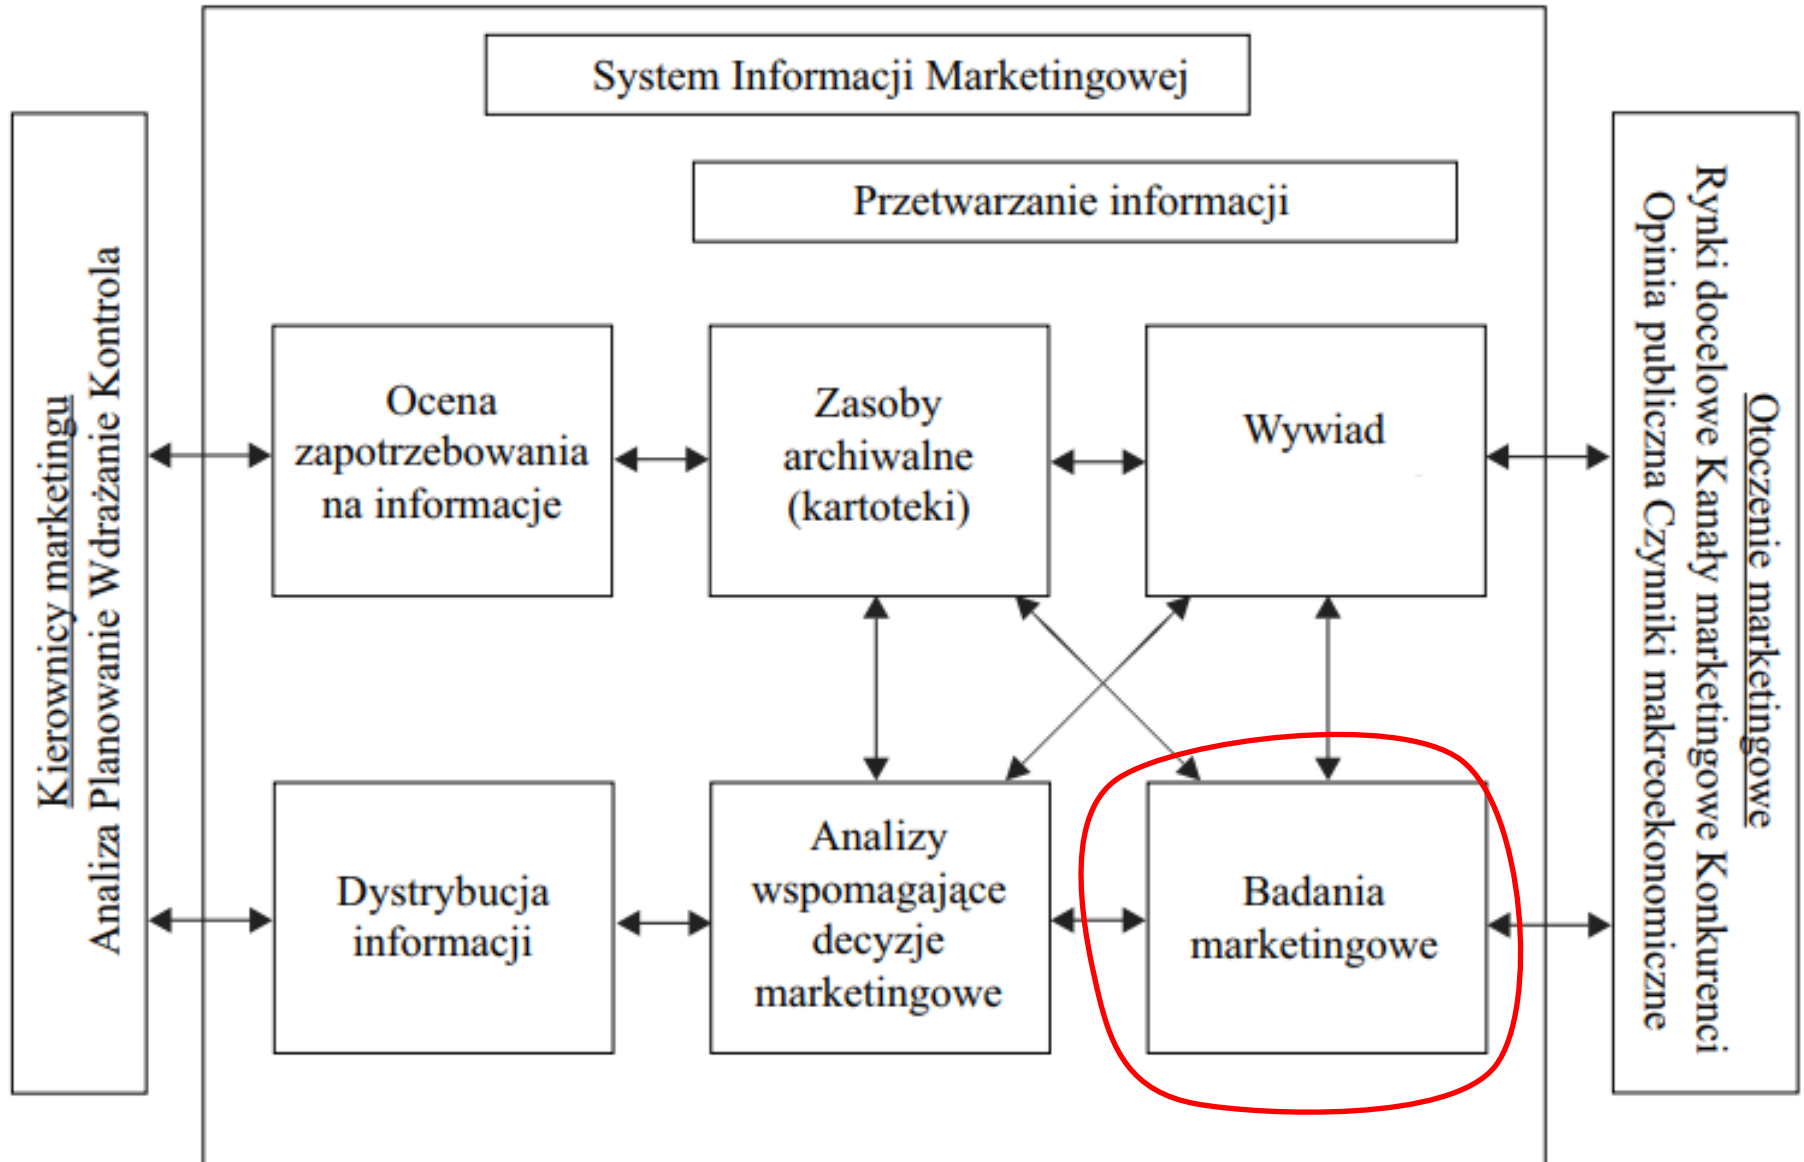 System Informacji Marketingowej
Przetwarzanie informacji
Kierownicy marketingu
Analiza Planowanie Wdrażanie Kontrola
Ocena
zapotrzebowania
na informacje
Zasoby
archiwalne
(kartoteki)
Wywiad
Dystrybucja
informacji
Analizy
wspomagające
decyzje
marketingowe
Badania
marketingowe
Otoczenie marketingowe
Rynki docelowe Kanały marketingowe Konkurenci
Opinia publiczna Czynniki makreoekonomiczne